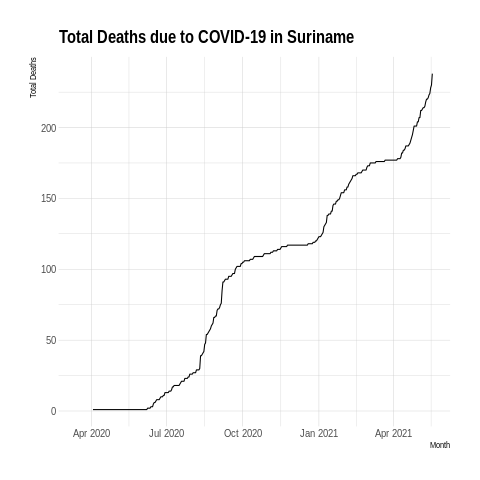 Total Deaths due to COVID-19 in Suriname
Total Deaths
200
150
100
50
0
Apr 2020 Jul 2020 Oct 2020 Jan 2021 Apr 2021
Month